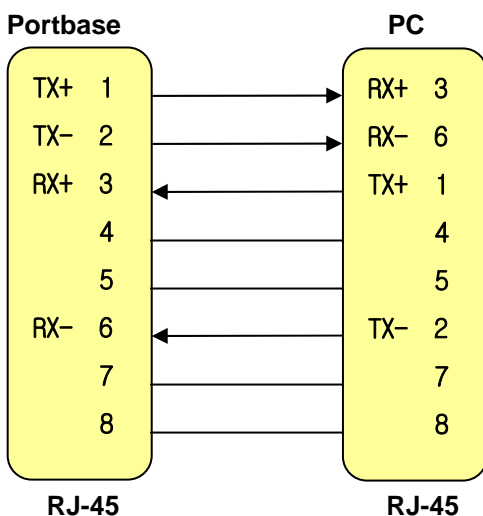 Portbase PC
TX+ 1 RX+ 3
TX- 2 RX- 6
RX+ 3 TX+ 1
4 4
5 5
RX- 6 TX- 2
7 7
8 8
RJ-45 RJ-45